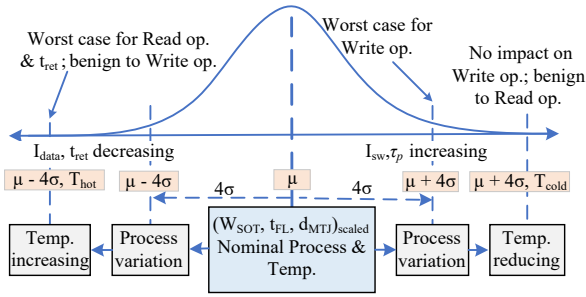 Worst case for Read op.
& t_ret; benign to Write op.
Worst case for
Write op.
No impact on
Write op.; benign
to Read op.
I_data, t_ret decreasing
I_sw, τ_p increasing
μ - 4σ, T_hot
μ - 4σ
μ
μ + 4σ
μ + 4σ, T_cold
4σ
4σ
Temp.
increasing
Process
variation
(W_SOT, t_FL, d_MTJ)_scaled
Nominal Process &
Temp.
Process
variation
Temp.
reducing